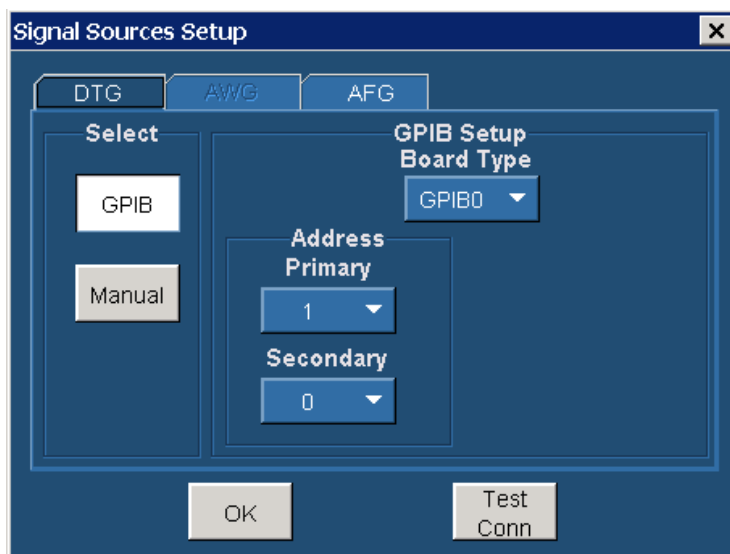 Signal Sources Setup
DTG
AWG
AFG
Select
GPIB
Manual
GPIB Setup
Board Type
GPIB0
Address
Primary
1
Secondary
0
OK
Test
Conn